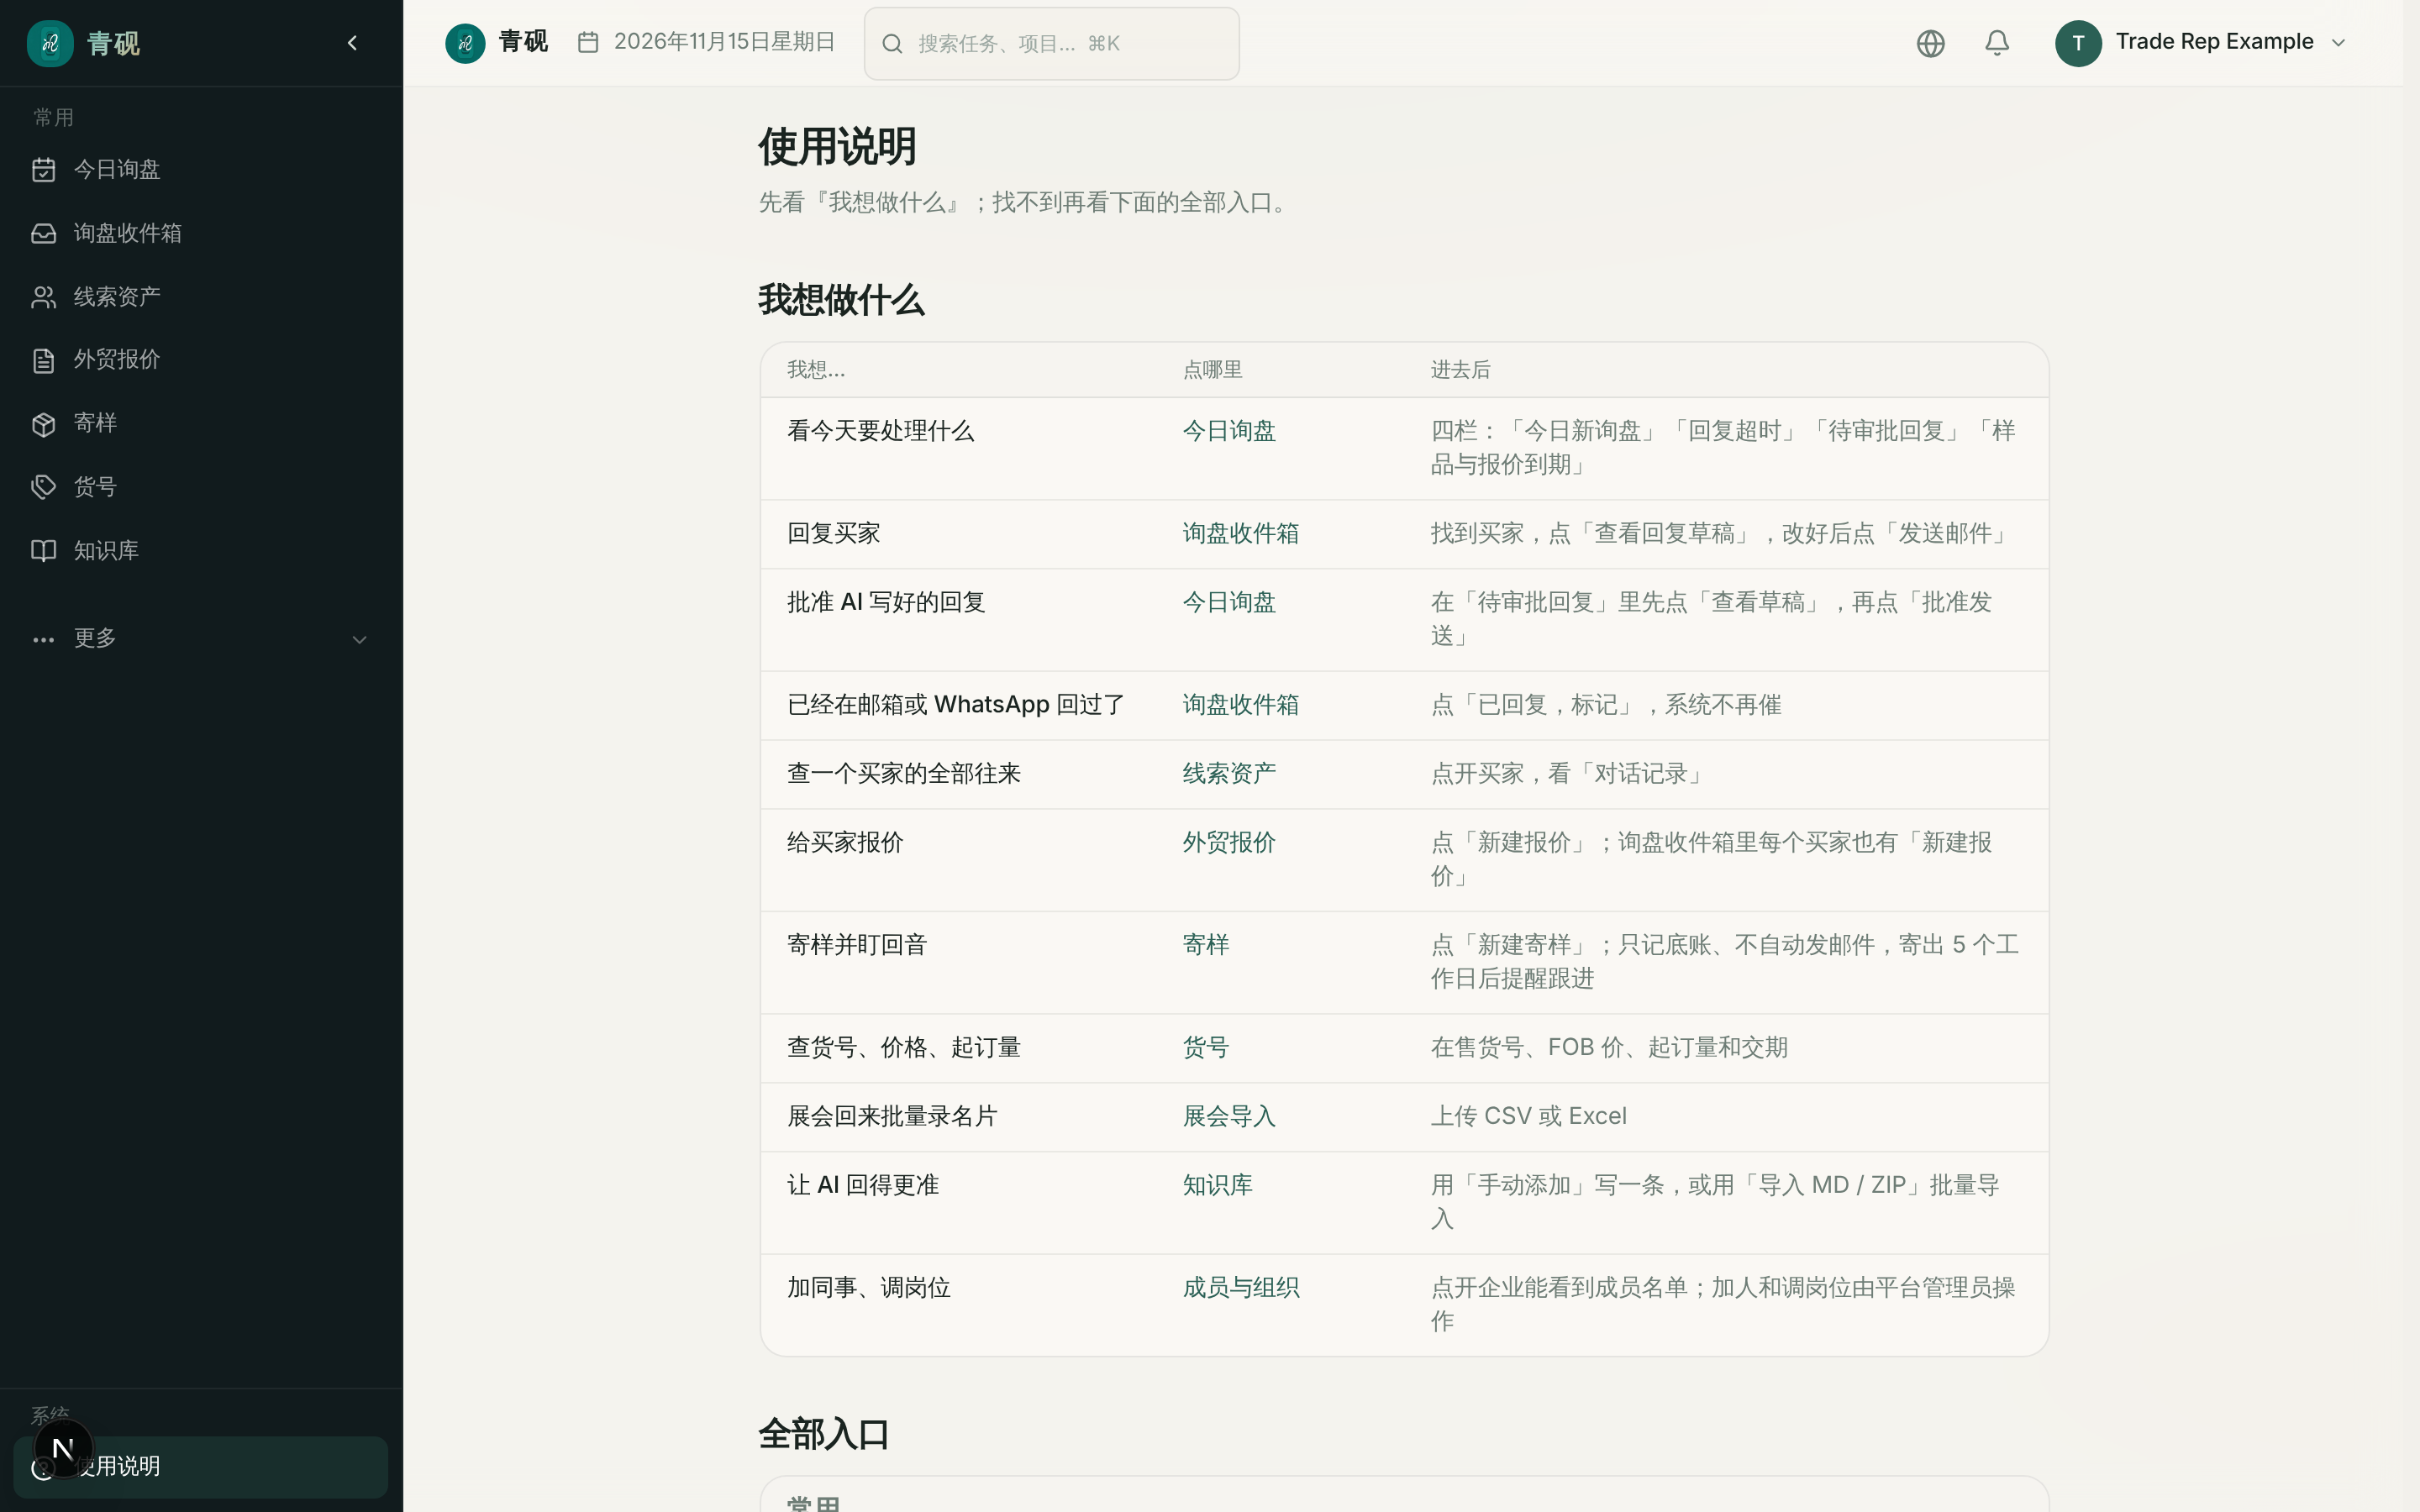 青砚
常用
今日询盘
询盘收件箱
线索资产
外贸报价
寄样
货号
知识库
更多
系统
使用说明
青砚
2026年11月15日星期日
搜索任务、项目... ⌘K
T
Trade Rep Example
使用说明
先看『我想做什么』；找不到再看下面的全部入口。
我想做什么
我想... 点哪里 进去后
看今天要处理什么 今日询盘 四栏：「今日新询盘」「回复超时」「待审批回复」「样
品与报价到期」
回复买家 询盘收件箱 找到买家，点「查看回复草稿」，改好后点「发送邮件」
批准 AI 写好的回复 今日询盘 在「待审批回复」里先点「查看草稿」，再点「批准发
送」
已经在邮箱或 WhatsApp 回过了 询盘收件箱 点「已回复，标记」，系统不再催
查一个买家的全部往来 线索资产 点开买家，看「对话记录」
给买家报价 外贸报价 点「新建报价」；询盘收件箱里每个买家也有「新建报
价」
寄样并盯回音 寄样 点「新建寄样」；只记底账、不自动发邮件，寄出 5 个工
作日后提醒跟进
查货号、价格、起订量 货号 在售货号、FOB 价、起订量和交期
展会回来批量录名片 展会导入 上传 CSV 或 Excel
让 AI 回得更准 知识库 用「手动添加」写一条，或用「导入 MD / ZIP」批量导
入
加同事、调岗位 成员与组织 点开企业能看到成员名单；加人和调岗位由平台管理员操
作
全部入口
常用